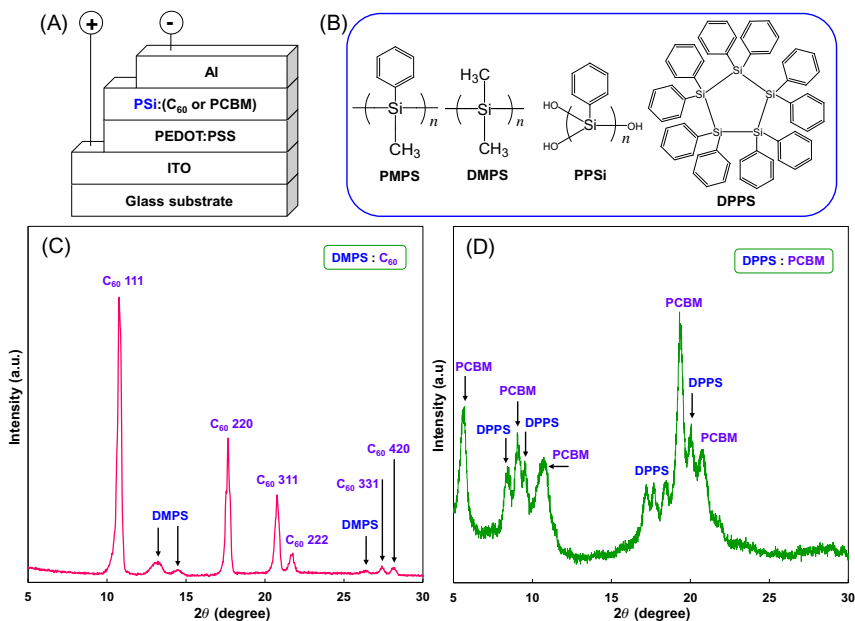 (A)
+
-
Al
PSi:(C60 or PCBM)
PEDOT:PSS
ITO
Glass substrate
(B)
Si
n
CH3
PMPS
H3C
Si
n
CH3
DMPS
HO
Si
OH
HO
n
PPSi
Si
Si
Si
Si
Si
DPPS
(C)
DMPS : C60
C60 111
C60 220
C60 311
C60 222
C60 331
C60 420
DMPS
DMPS
Intensity (a.u.)
5
10
15
20
25
30
2θ (degree)
(D)
DPPS : PCBM
PCBM
DPPS
PCBM
DPPS
PCBM
DPPS
PCBM
DPPS
PCBM
Intensity (a.u)
5
10
15
20
25
30
2θ (degree)